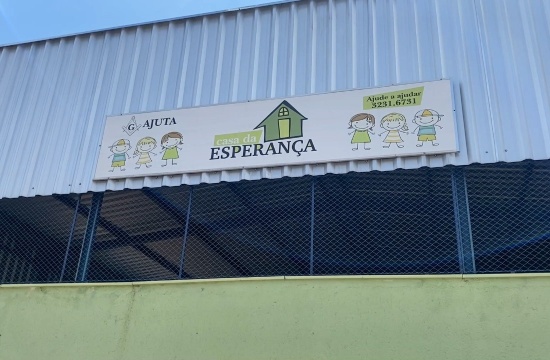 G AJUTA
casa da
ESPERANÇA
Ajude a ajudar
3231.6731